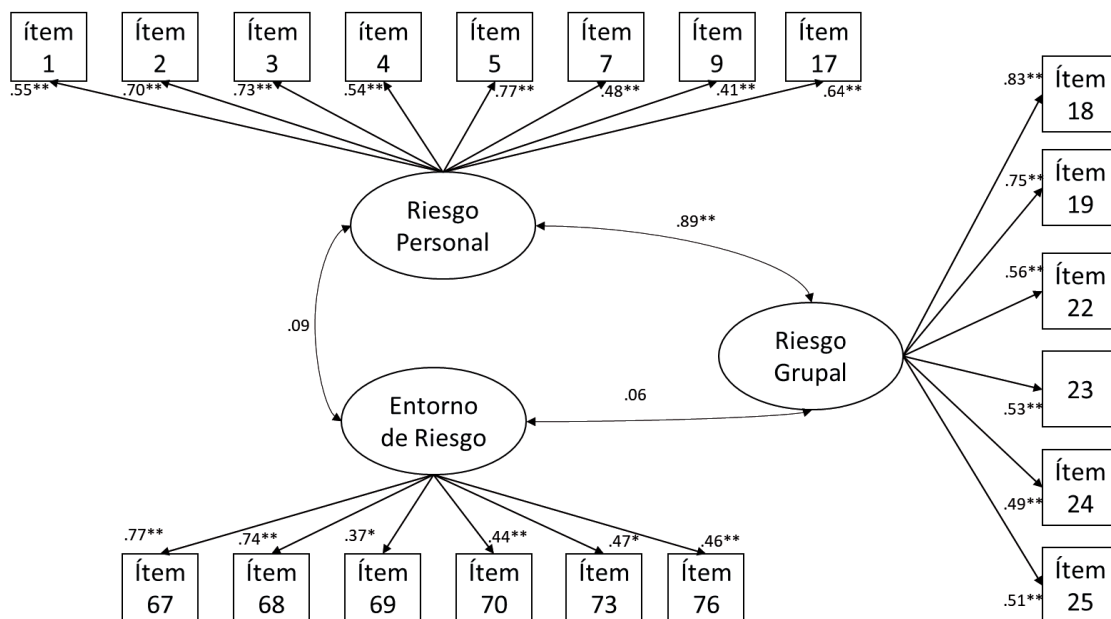 ítem
1
Ítem
2
Ítem
3
ítem
4
Ítem
5
Ítem
7
Ítem
9
Ítem
17
.55**
.70**
.73**
.54**
.77**
.48**
.41**
.64**
.83**
Ítem
18
.75**
Ítem
19
.56**
Ítem
22
23
.53**
Ítem
24
.49**
Ítem
25
.51**
Riesgo
Personal
.89**
.09
Riesgo
Grupal
.06
Entorno
de Riesgo
.77**
.74**
.37*
.44**
.47*
.46**
Ítem
67
Ítem
68
Ítem
69
Ítem
70
Ítem
73
Ítem
76